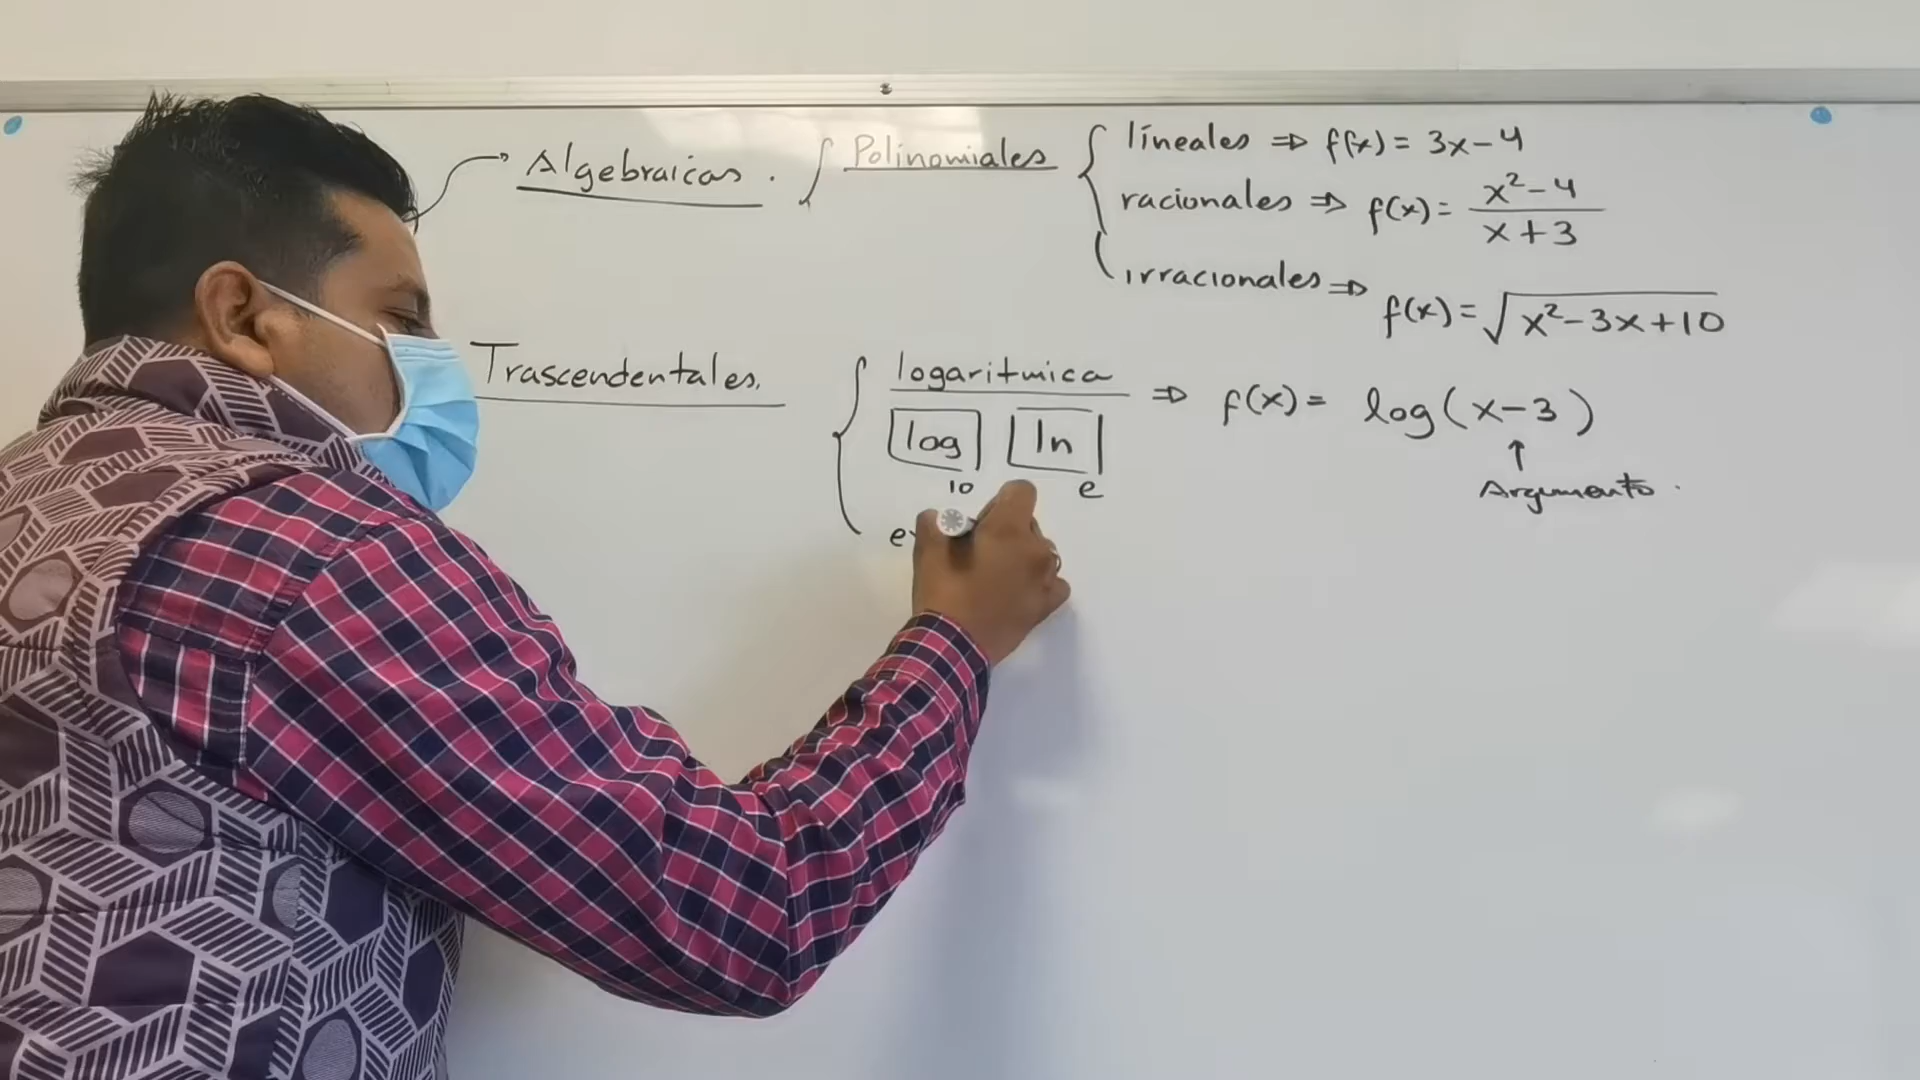 Algebraicas. { Polinomiales { líneales ⇒ f(x) = 3x-4
racionales ⇒ f(x) = x²-4
x+3
irracionales ⇒ f(x) = √x²-3x+10
Trascendentales. { logaritmica ⇒ f(x) = log(x-3)
log ln
10 e
↑
Argumento.